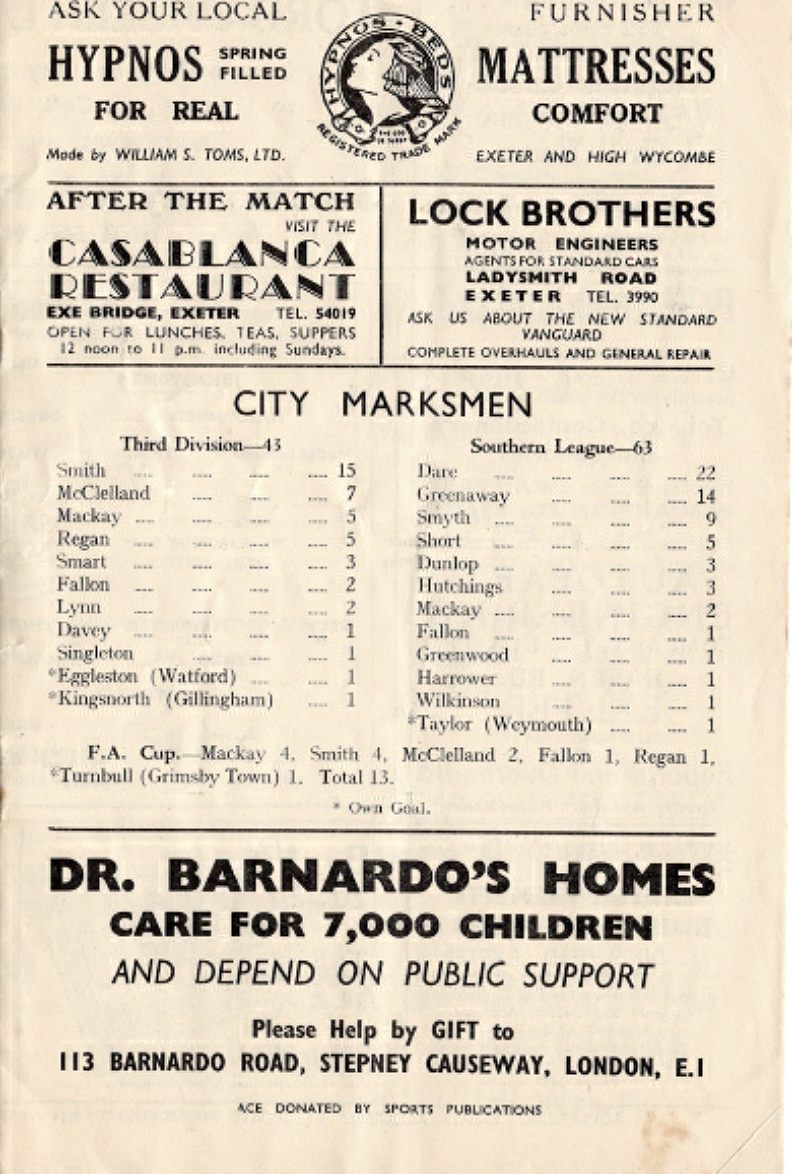 ASK YOUR LOCAL FURNISHER
HYPNOS SPRING FILLED MATTRESSES
FOR REAL COMFORT
Made by WILLIAM S. TOMS, LTD. EXETER AND HIGH WYCOMBE
HYPNOS · BEDS
REGISTERED TRADE MARK
AFTER THE MATCH
VISIT THE
CASABLANCA
RESTAURANT
EXE BRIDGE, EXETER TEL. 54019
OPEN FOR LUNCHES, TEAS, SUPPERS
12 noon to 11 p.m. including Sundays.
LOCK BROTHERS
MOTOR ENGINEERS
AGENTS FOR STANDARD CARS
LADYSMITH ROAD
EXETER TEL. 3990
ASK US ABOUT THE NEW STANDARD
VANGUARD
COMPLETE OVERHAULS AND GENERAL REPAIR
CITY MARKSMEN
Third Division—43
Smith .... .... .... .... 15
McClelland .... .... .... 7
Mackay .... .... .... .... 5
Regan .... .... .... .... 5
Smart .... .... .... .... 3
Fallon .... .... .... .... 2
Lynn .... .... .... .... 2
Davey .... .... .... .... 1
Singleton .... .... .... 1
*Eggleston (Watford) .... .... 1
*Kingsnorth (Gillingham) .... 1
Southern League—63
Dare .... .... .... .... 22
Greenaway .... .... .... 14
Smyth .... .... .... .... 9
Short .... .... .... .... 5
Dunlop .... .... .... .... 3
Hutchings .... .... .... 3
Mackay .... .... .... .... 2
Fallon .... .... .... .... 1
Greenwood .... .... .... 1
Harrower .... .... .... 1
Wilkinson .... .... .... 1
*Taylor (Weymouth) .... .... 1
F.A. Cup.—Mackay 4, Smith 4, McClelland 2, Fallon 1, Regan 1,
*Turnbull (Grimsby Town) 1. Total 13.
* Own Goal.
DR. BARNARDO'S HOMES
CARE FOR 7,000 CHILDREN
AND DEPEND ON PUBLIC SUPPORT
Please Help by GIFT to
113 BARNARDO ROAD, STEPNEY CAUSEWAY, LONDON, E.1
ACE DONATED BY SPORTS PUBLICATIONS